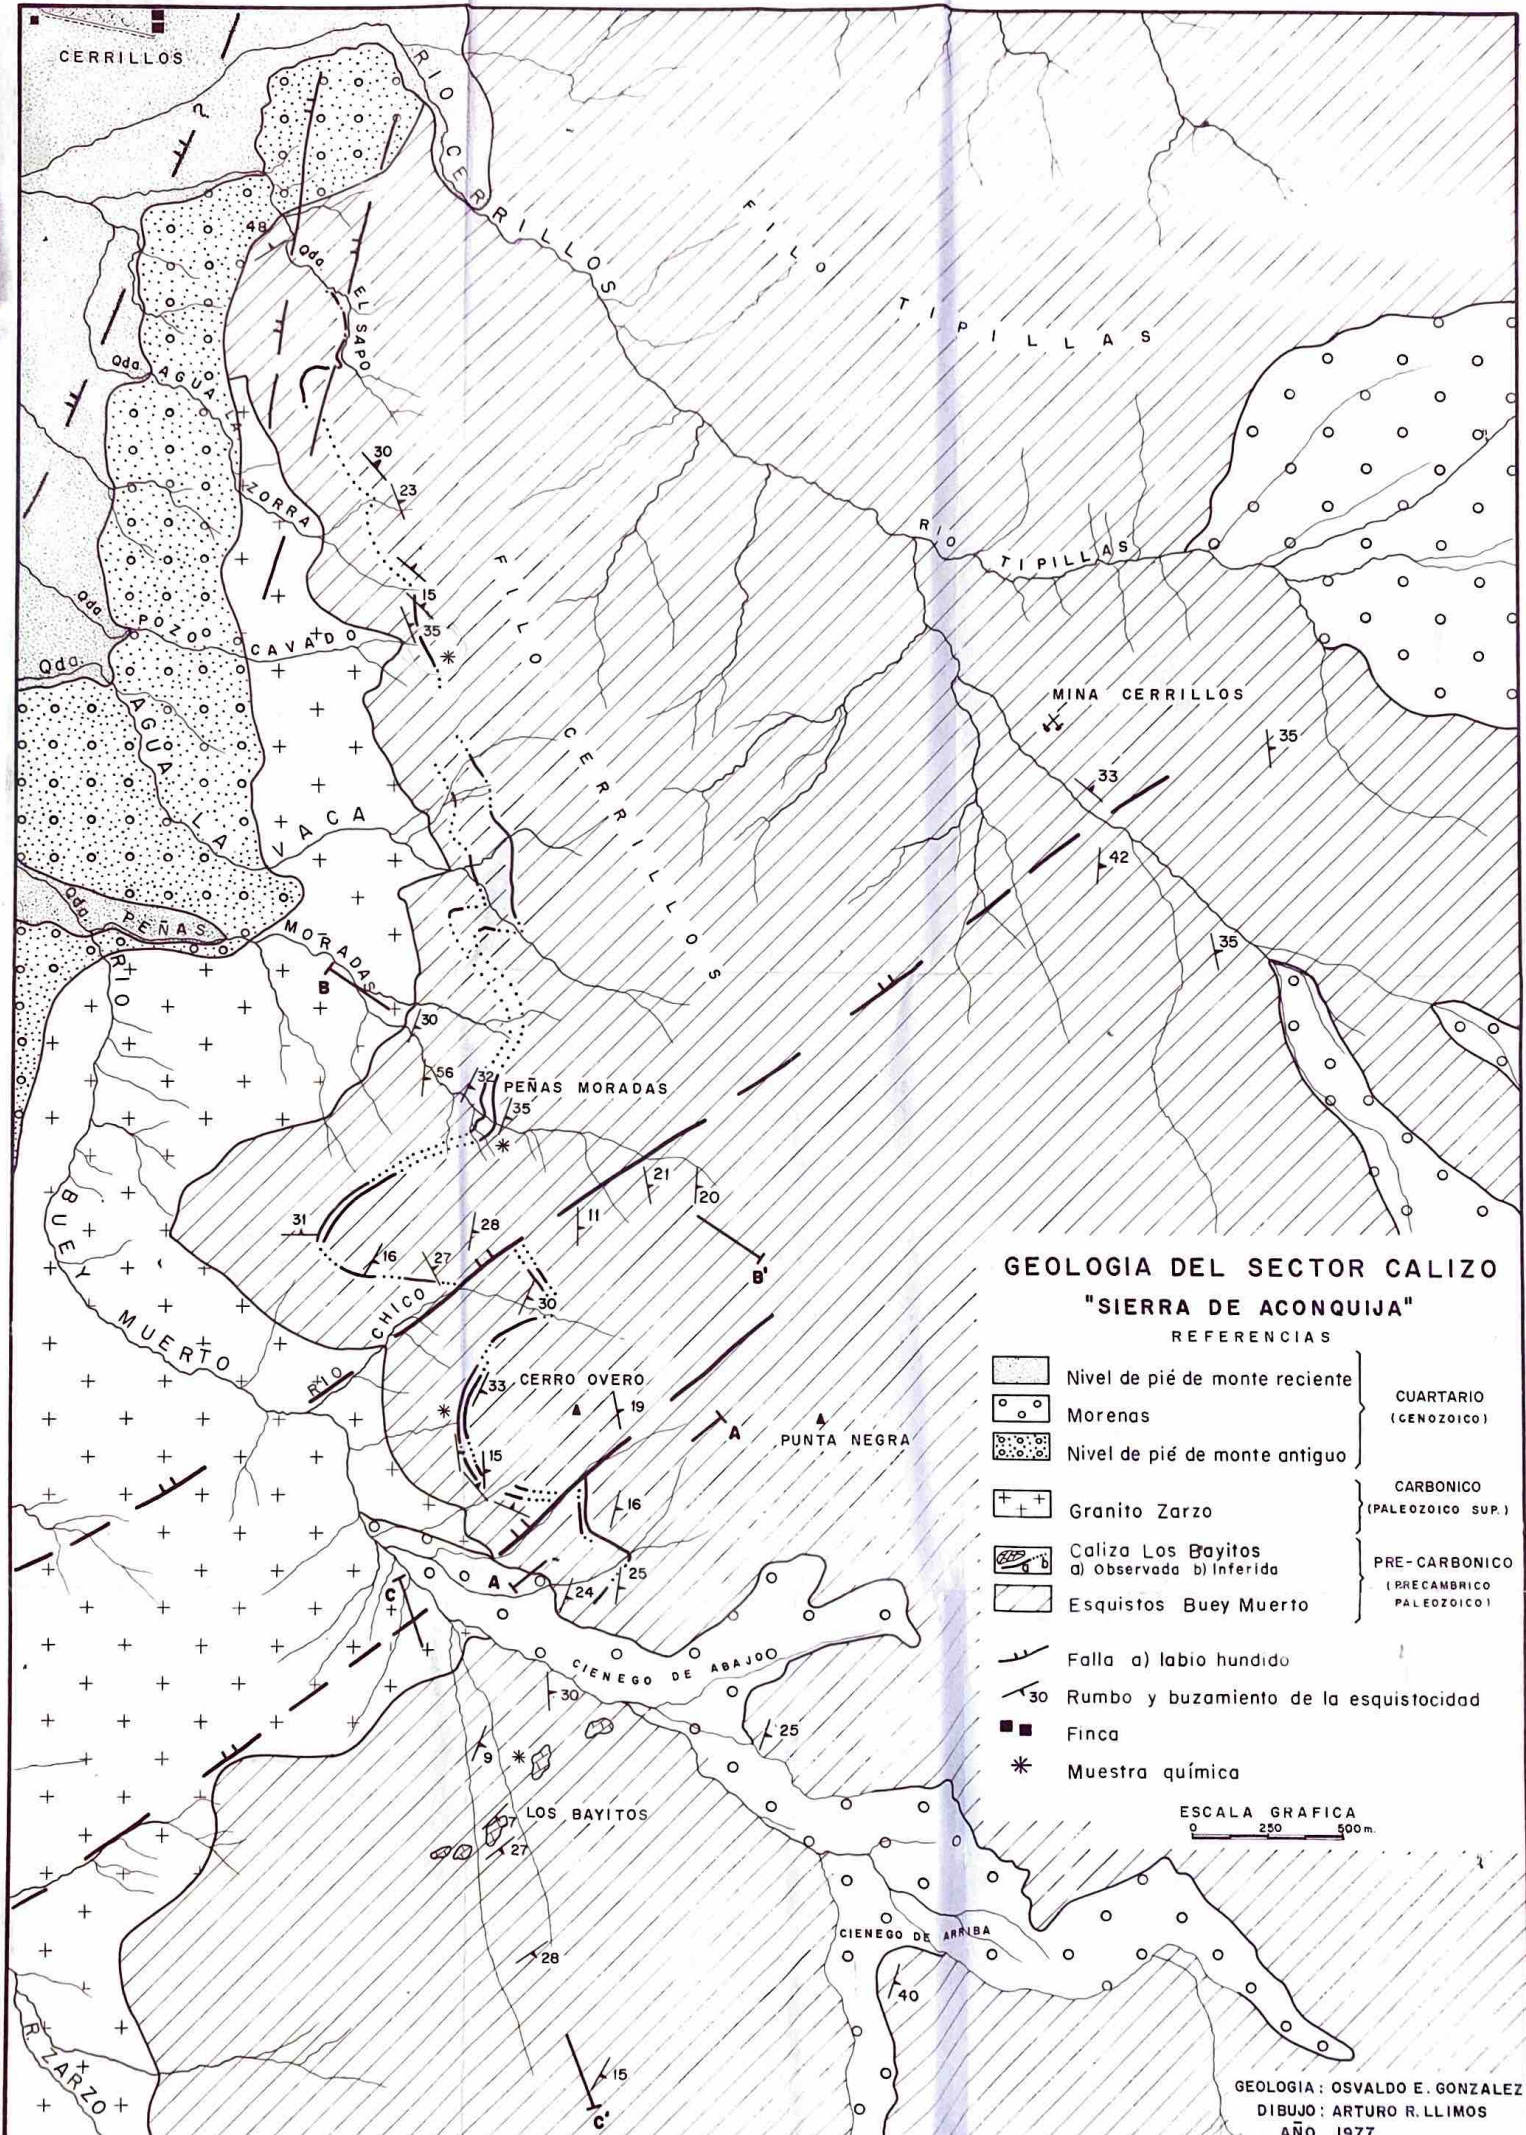 CERRILLOS
?
RIO CERRILLOS
FILO TIPILLAS
48
Qda. EL SAPO
Qda. AGUA LA ZORRA
30
23
FILO CERRILLOS
RIO TIPILLAS
15
35
Qda. POZO CAVADO
Qda. AGUA LA VACA
MINA CERRILLOS
35
33
42
35
Qda. PEÑAS MORADAS
B
30
56
32
PEÑAS MORADAS
35
21
20
11
28
31
16
27
B'
30
RIO BUEY MUERTO
RIO CHICO
33
CERRO OVERO
19
A
PUNTA NEGRA
15
16
A
24
25
C
CIENEGO DE ABAJO
30
25
9
LOS BAYITOS
7
27
28
CIENEGO DE ARRIBA
40
R. ZARZO
15
C'
GEOLOGIA DEL SECTOR CALIZO
"SIERRA DE ACONQUIJA"
REFERENCIAS
Nivel de pié de monte reciente
Morenas
Nivel de pié de monte antiguo
CUARTARIO
(CENOZOICO)
Granito Zarzo
CARBONICO
(PALEOZOICO SUP.)
a b
Caliza Los Bayitos
a) Observada b) Inferida
Esquistos Buey Muerto
PRE-CARBONICO
(PRECAMBRICO
PALEOZOICO)
Falla a) labio hundido
30 Rumbo y buzamiento de la esquistocidad
Finca
Muestra química
ESCALA GRAFICA
0 250 500 m.
GEOLOGIA: OSVALDO E. GONZALEZ
DIBUJO: ARTURO R. LLIMOS
AÑO 1977